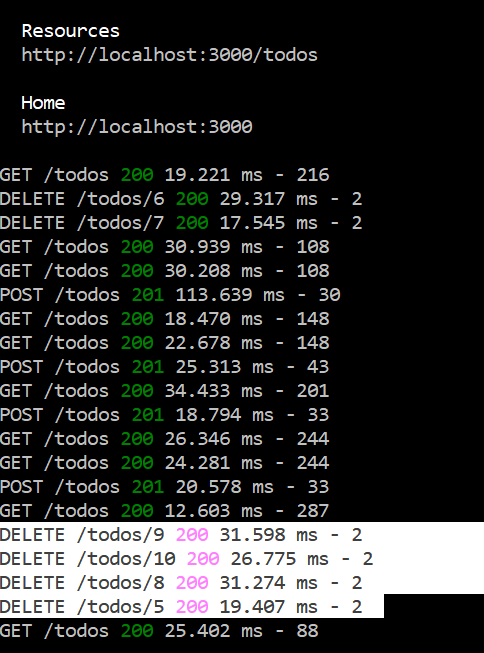 Resources
http://localhost:3000/todos
Home
http://localhost:3000
GET /todos 200 19.221 ms - 216
DELETE /todos/6 200 29.317 ms - 2
DELETE /todos/7 200 17.545 ms - 2
GET /todos 200 30.939 ms - 108
GET /todos 200 30.208 ms - 108
POST /todos 201 113.639 ms - 30
GET /todos 200 18.470 ms - 148
GET /todos 200 22.678 ms - 148
POST /todos 201 25.313 ms - 43
GET /todos 200 34.433 ms - 201
POST /todos 201 18.794 ms - 33
GET /todos 200 26.346 ms - 244
GET /todos 200 24.281 ms - 244
POST /todos 201 20.578 ms - 33
GET /todos 200 12.603 ms - 287
DELETE /todos/9 200 31.598 ms - 2
DELETE /todos/10 200 26.775 ms - 2
DELETE /todos/8 200 31.274 ms - 2
DELETE /todos/5 200 19.407 ms - 2
GET /todos 200 25.402 ms - 88